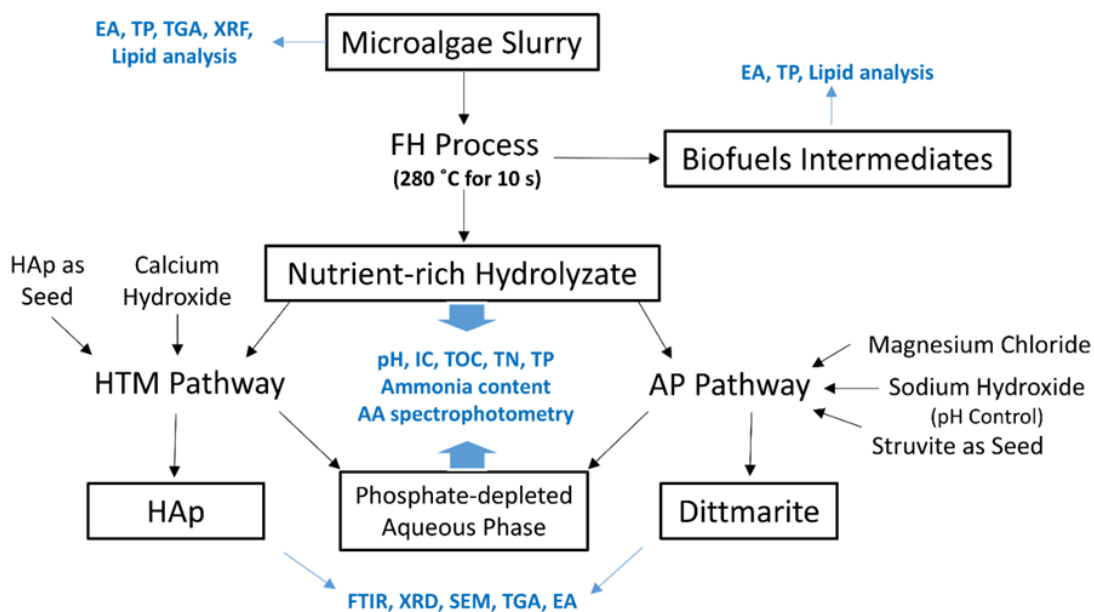 EA, TP, TGA, XRF,
Lipid analysis
Microalgae Slurry
EA, TP, Lipid analysis
FH Process
(280 ˚C for 10 s)
Biofuels Intermediates
Nutrient-rich Hydrolyzate
HAp as
Seed
Calcium
Hydroxide
pH, IC, TOC, TN, TP
Ammonia content
AA spectrophotometry
HTM Pathway
AP Pathway
Magnesium Chloride
Sodium Hydroxide
(pH Control)
Struvite as Seed
HAp
Phosphate-depleted
Aqueous Phase
Dittmarite
FTIR, XRD, SEM, TGA, EA